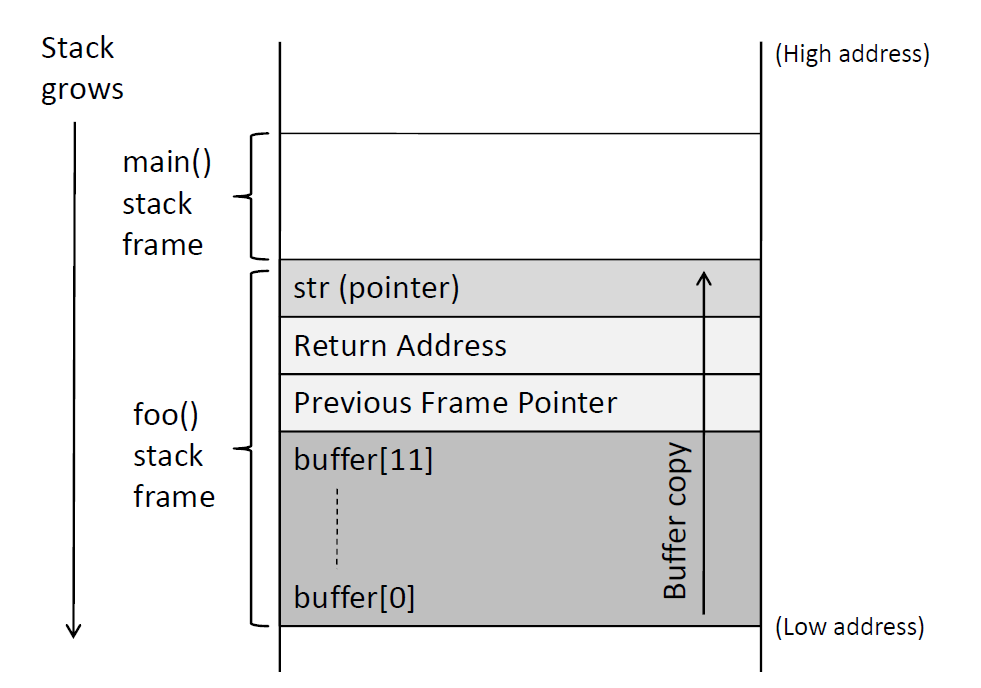 Stack
grows
(High address)
main()
stack
frame
str (pointer)
Return Address
Previous Frame Pointer
foo()
stack
frame
buffer[11]
Buffer copy
buffer[0]
(Low address)